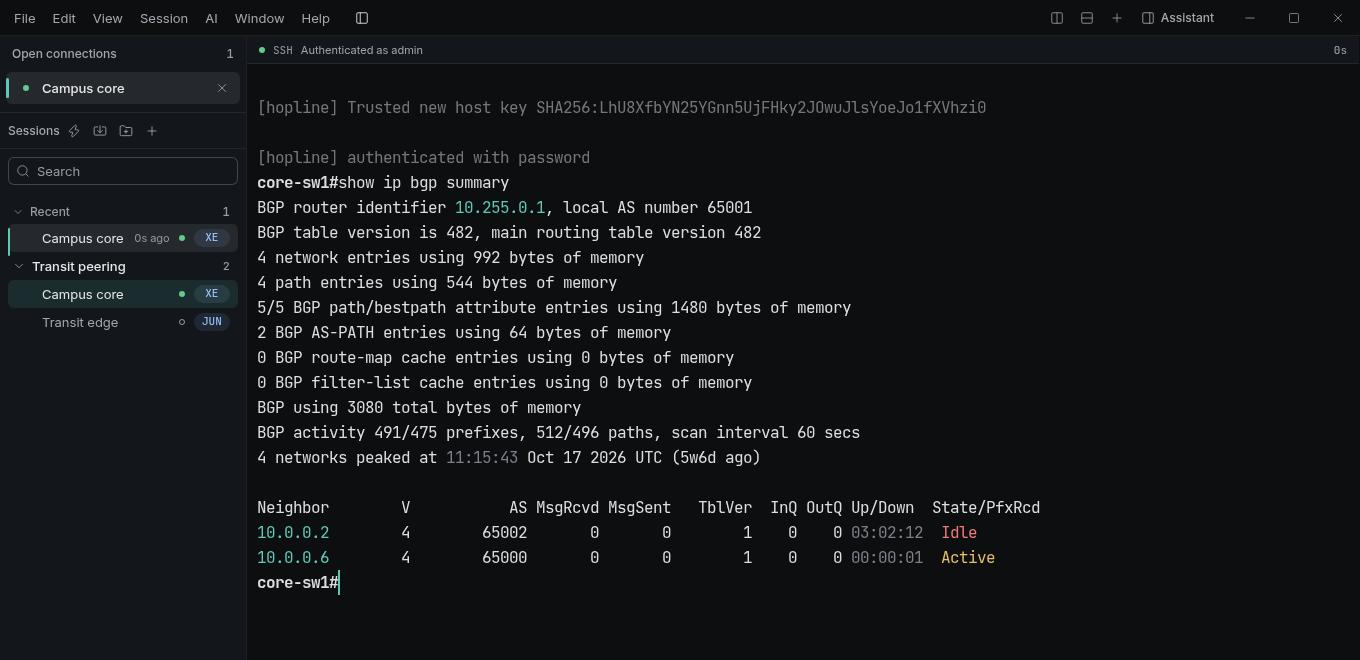 File Edit View Session AI Window Help
Assistant
Open connections 1
Campus core
Sessions
Search
Recent 1
Campus core 0s ago XE
Transit peering 2
Campus core XE
Transit edge JUN
SSH Authenticated as admin 0s
[hopline] Trusted new host key SHA256:LhU8XfbYN25YGnn5UjFHky2JOwuJlsYoeJo1fXVhzi0
[hopline] authenticated with password
core-sw1#show ip bgp summary
BGP router identifier 10.255.0.1, local AS number 65001
BGP table version is 482, main routing table version 482
4 network entries using 992 bytes of memory
4 path entries using 544 bytes of memory
5/5 BGP path/bestpath attribute entries using 1480 bytes of memory
2 BGP AS-PATH entries using 64 bytes of memory
0 BGP route-map cache entries using 0 bytes of memory
0 BGP filter-list cache entries using 0 bytes of memory
BGP using 3080 total bytes of memory
BGP activity 491/475 prefixes, 512/496 paths, scan interval 60 secs
4 networks peaked at 11:15:43 Oct 17 2026 UTC (5w6d ago)
Neighbor V AS MsgRcvd MsgSent TblVer InQ OutQ Up/Down State/PfxRcd
10.0.0.2 4 65002 0 0 1 0 0 03:02:12 Idle
10.0.0.6 4 65000 0 0 1 0 0 00:00:01 Active
core-sw1#